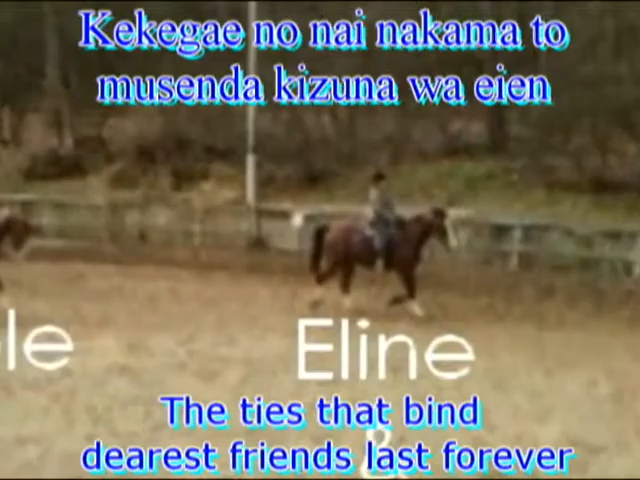 Kekegae no nai nakama to
musenda kizuna wa eien
le Eline
The ties that bind
&
dearest friends last forever